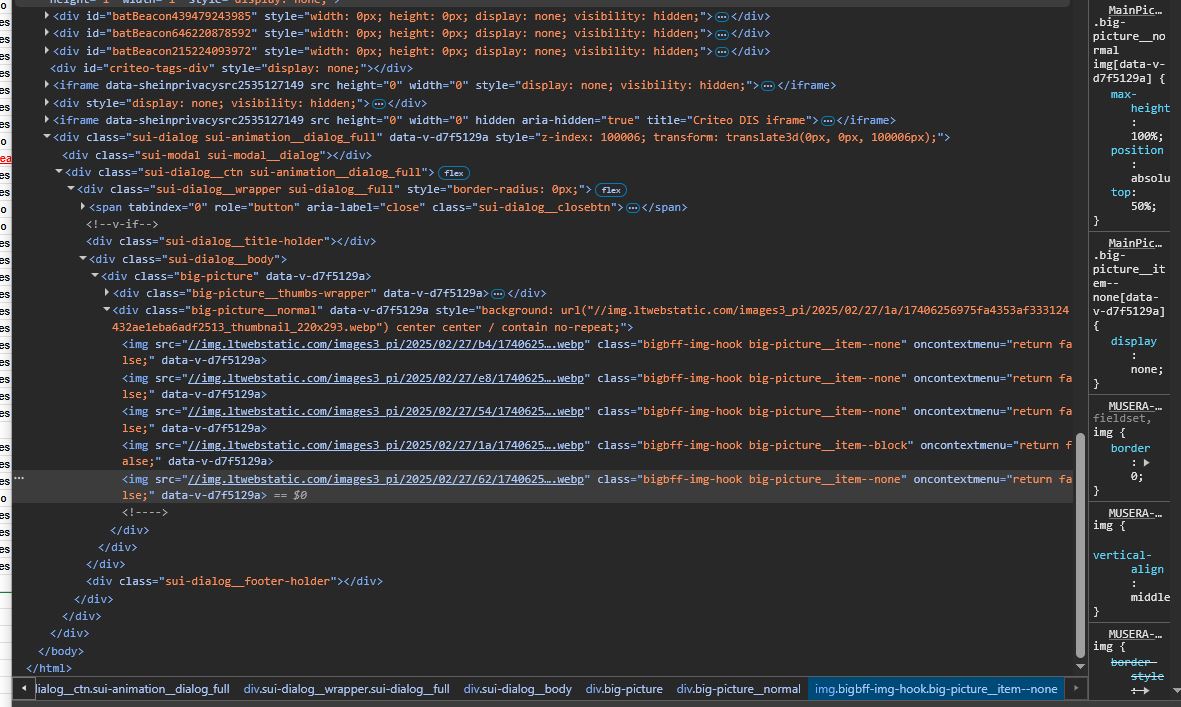 <div id="batBeacon439479243985" style="width: 0px; height: 0px; display: none; visibility: hidden;">…</div>
<div id="batBeacon646220878592" style="width: 0px; height: 0px; display: none; visibility: hidden;">…</div>
<div id="batBeacon215224093972" style="width: 0px; height: 0px; display: none; visibility: hidden;">…</div>
<div id="criteo-tags-div" style="display: none;"></div>
<iframe data-sheinprivacysrc2535127149 src height="0" width="0" style="display: none; visibility: hidden;">…</iframe>
<div style="display: none; visibility: hidden;">…</div>
<iframe data-sheinprivacysrc2535127149 src height="0" width="0" hidden aria-hidden="true" title="Criteo DIS iframe">…</iframe>
<div class="sui-dialog sui-animation__dialog_full" data-v-d7f5129a style="z-index: 100006; transform: translate3d(0px, 0px, 100006px);">
<div class="sui-modal sui-modal__dialog"></div>
<div class="sui-dialog__ctn sui-animation__dialog_full"> flex
<div class="sui-dialog__wrapper sui-dialog__full" style="border-radius: 0px;"> flex
<span tabindex="0" role="button" aria-label="close" class="sui-dialog__closebtn">…</span>
<!--v-if-->
<div class="sui-dialog__title-holder"></div>
<div class="sui-dialog__body">
<div class="big-picture" data-v-d7f5129a>
<div class="big-picture__thumbs-wrapper" data-v-d7f5129a>…</div>
<div class="big-picture__normal" data-v-d7f5129a style="background: url("//img.ltwebstatic.com/images3_pi/2025/02/27/1a/17406256975fa4353af333124
432ae1eba6adf2513_thumbnail_220x293.webp") center center / contain no-repeat;">
<img src="//img.ltwebstatic.com/images3_pi/2025/02/27/b4/1740625….webp" class="bigbff-img-hook big-picture__item--none" oncontextmenu="return fa
lse;" data-v-d7f5129a>
<img src="//img.ltwebstatic.com/images3_pi/2025/02/27/e8/1740625….webp" class="bigbff-img-hook big-picture__item--none" oncontextmenu="return fa
lse;" data-v-d7f5129a>
<img src="//img.ltwebstatic.com/images3_pi/2025/02/27/54/1740625….webp" class="bigbff-img-hook big-picture__item--none" oncontextmenu="return fa
lse;" data-v-d7f5129a>
<img src="//img.ltwebstatic.com/images3_pi/2025/02/27/1a/1740625….webp" class="bigbff-img-hook big-picture__item--block" oncontextmenu="return f
alse;" data-v-d7f5129a>
<img src="//img.ltwebstatic.com/images3_pi/2025/02/27/62/1740625….webp" class="bigbff-img-hook big-picture__item--none" oncontextmenu="return fa
lse;" data-v-d7f5129a> == $0
<!---->
</div>
</div>
</div>
<div class="sui-dialog__footer-holder"></div>
</div>
</div>
</div>
</body>
</html>
ialog__ctn.sui-animation__dialog_full div.sui-dialog__wrapper.sui-dialog__full div.sui-dialog__body div.big-picture div.big-picture__normal img.bigbff-img-hook.big-picture__item--none
MainPic…
.big-
picture__no
rmal
img[data-v-
d7f5129a] {
max-
height
:
100%;
position
:
absolu
top:
50%;
}
MainPic…
.big-
picture__it
em--
none[data-
v-d7f5129a]
{
display
:
none;
}
MUSERA-…
fieldset,
img {
border
:
0;
}
MUSERA-…
img {
vertical-
align
:
middle
}
MUSERA-…
img {
border-
style
: